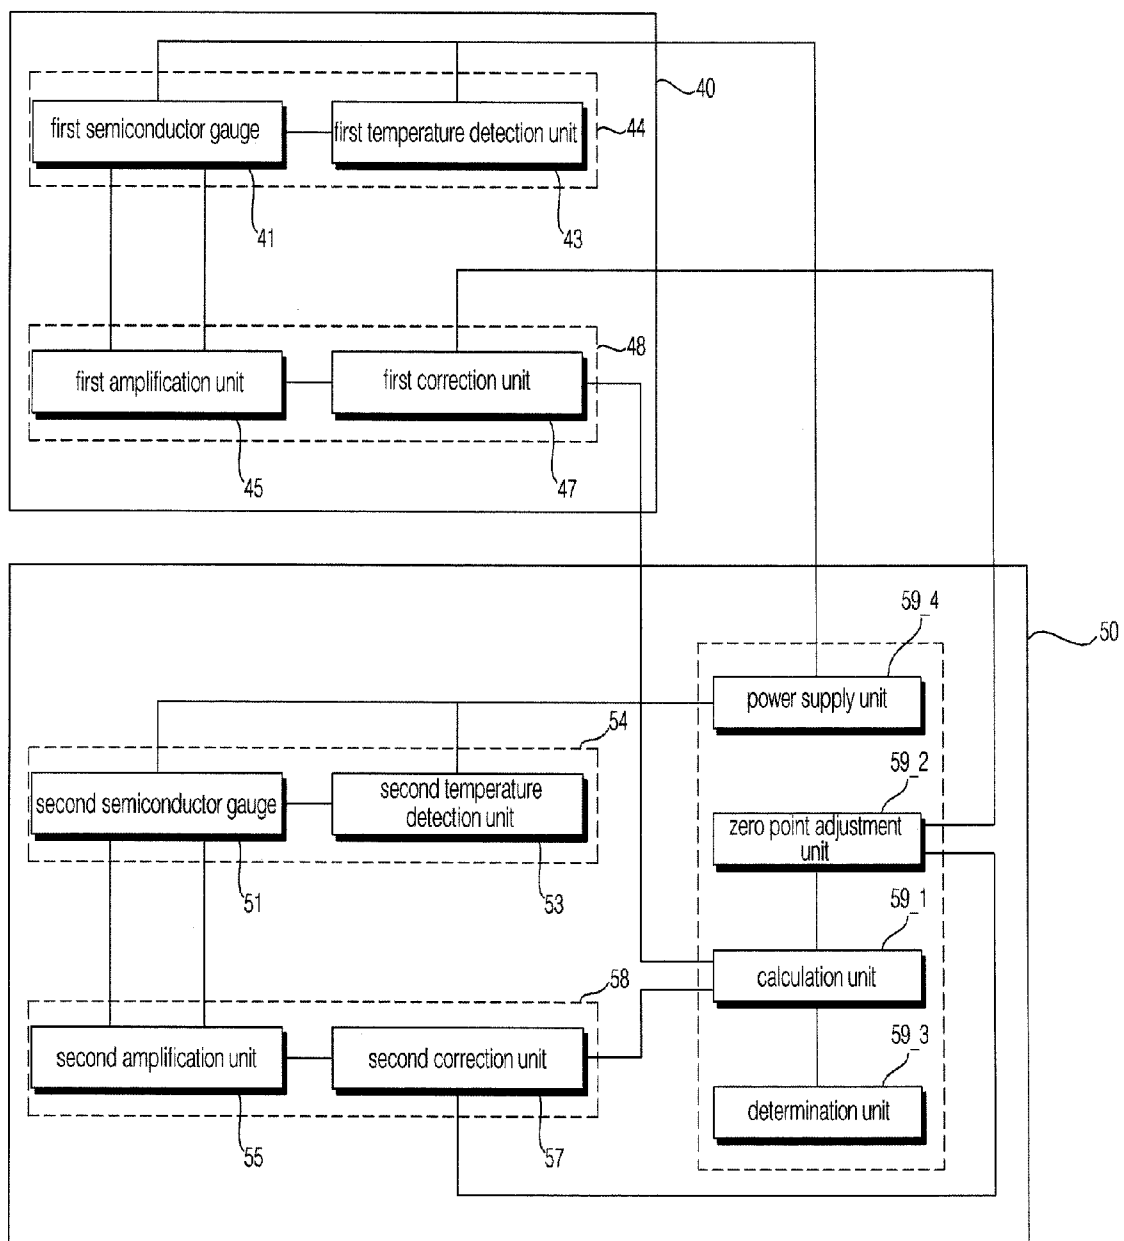 40
first semiconductor gauge
first temperature detection unit
44
41
43
48
first amplification unit
first correction unit
45
47
59_4
50
power supply unit
54
59_2
second semiconductor gauge
second temperature
detection unit
zero point adjustment
unit
51
53
59_1
58
calculation unit
second amplification unit
second correction unit
59_3
determination unit
55
57